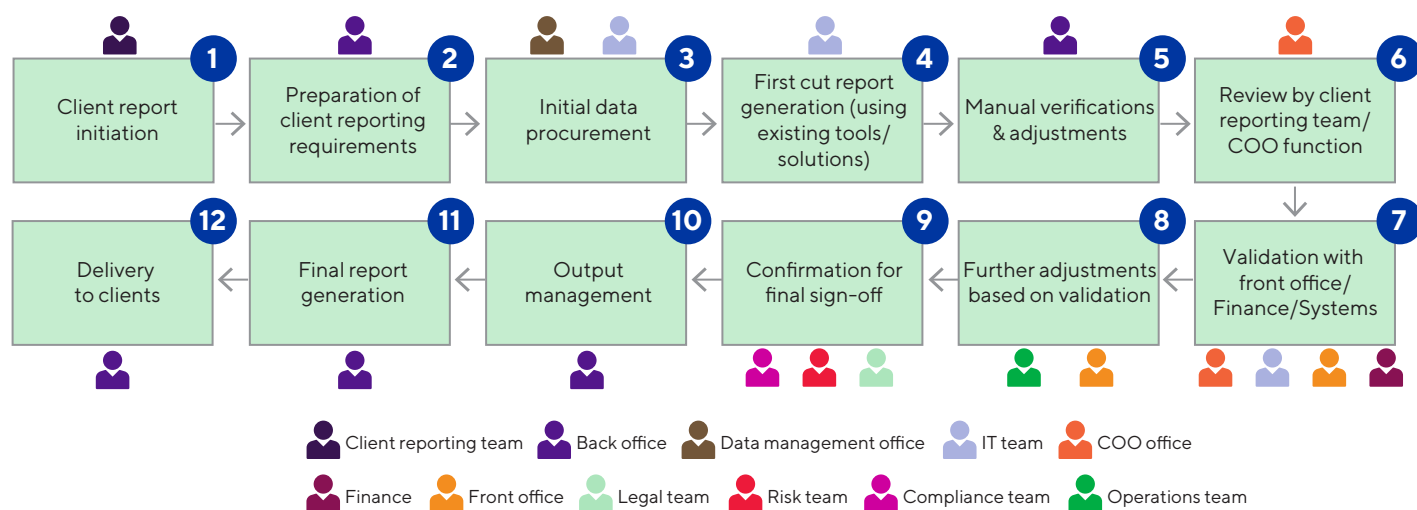 1
Client report
initiation
2
Preparation of
client reporting
requirements
3
Initial data
procurement
4
First cut report
generation (using
existing tools/
solutions)
5
Manual verifications
& adjustments
6
Review by client
reporting team/
COO function
7
Validation with
front office/
Finance/Systems
8
Further adjustments
based on validation
9
Confirmation for
final sign-off
10
Output
management
11
Final report
generation
12
Delivery
to clients
Client reporting team
Back office
Data management office
IT team
COO office
Finance
Front office
Legal team
Risk team
Compliance team
Operations team